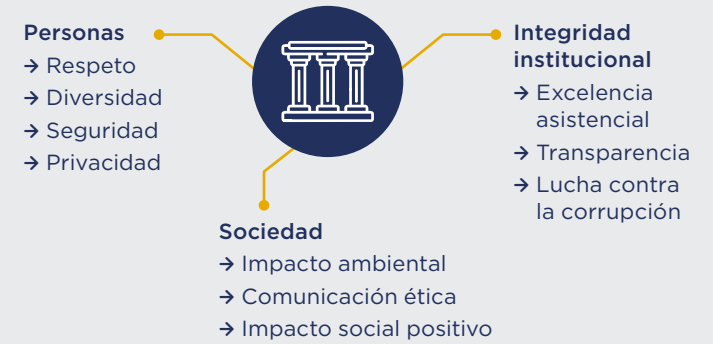 Personas
→ Respeto
→ Diversidad
→ Seguridad
→ Privacidad
Integridad
institucional
→ Excelencia
asistencial
→ Transparencia
→ Lucha contra
la corrupción
Sociedad
→ Impacto ambiental
→ Comunicación ética
→ Impacto social positivo